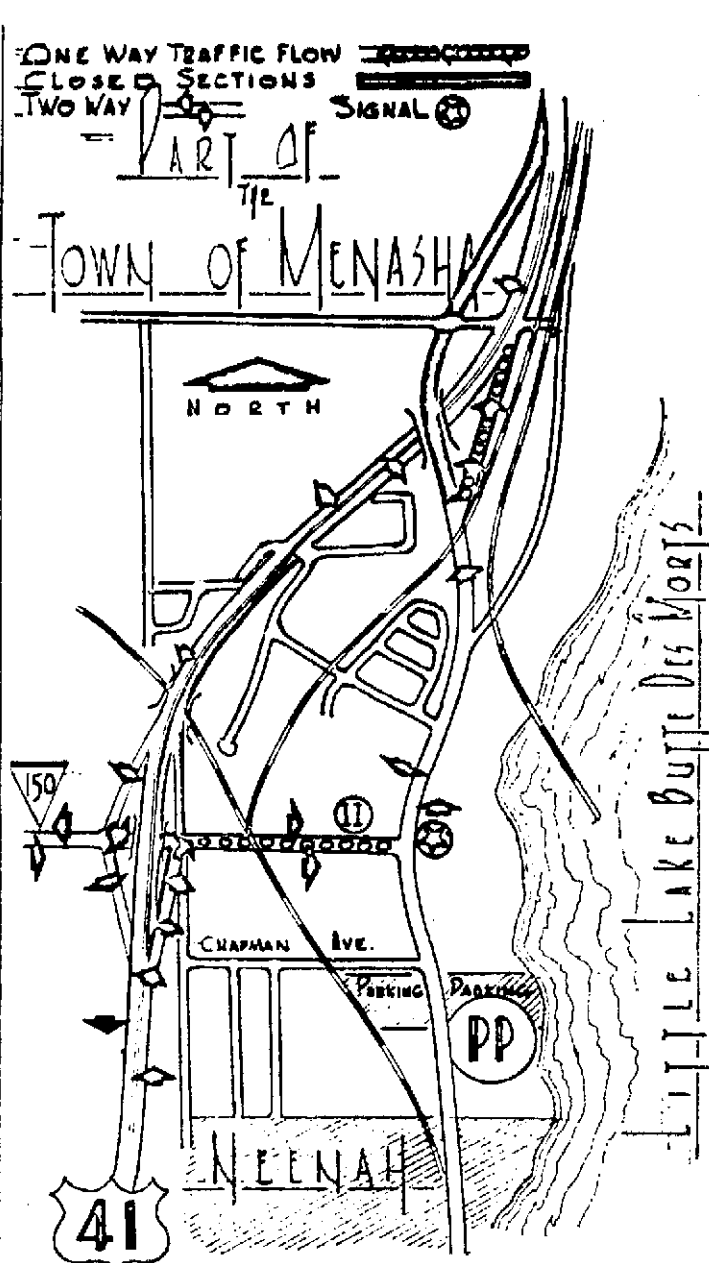 ONE WAY TRAFFIC FLOW
CLOSED SECTIONS
TWO WAY SIGNAL
PART OF
THE
TOWN OF MENASHA
NORTH
LITTLE LAKE BUTTE DES MORTS
150
II
CHAPMAN AVE.
PARKING PARKING
PP
NEENAH
41